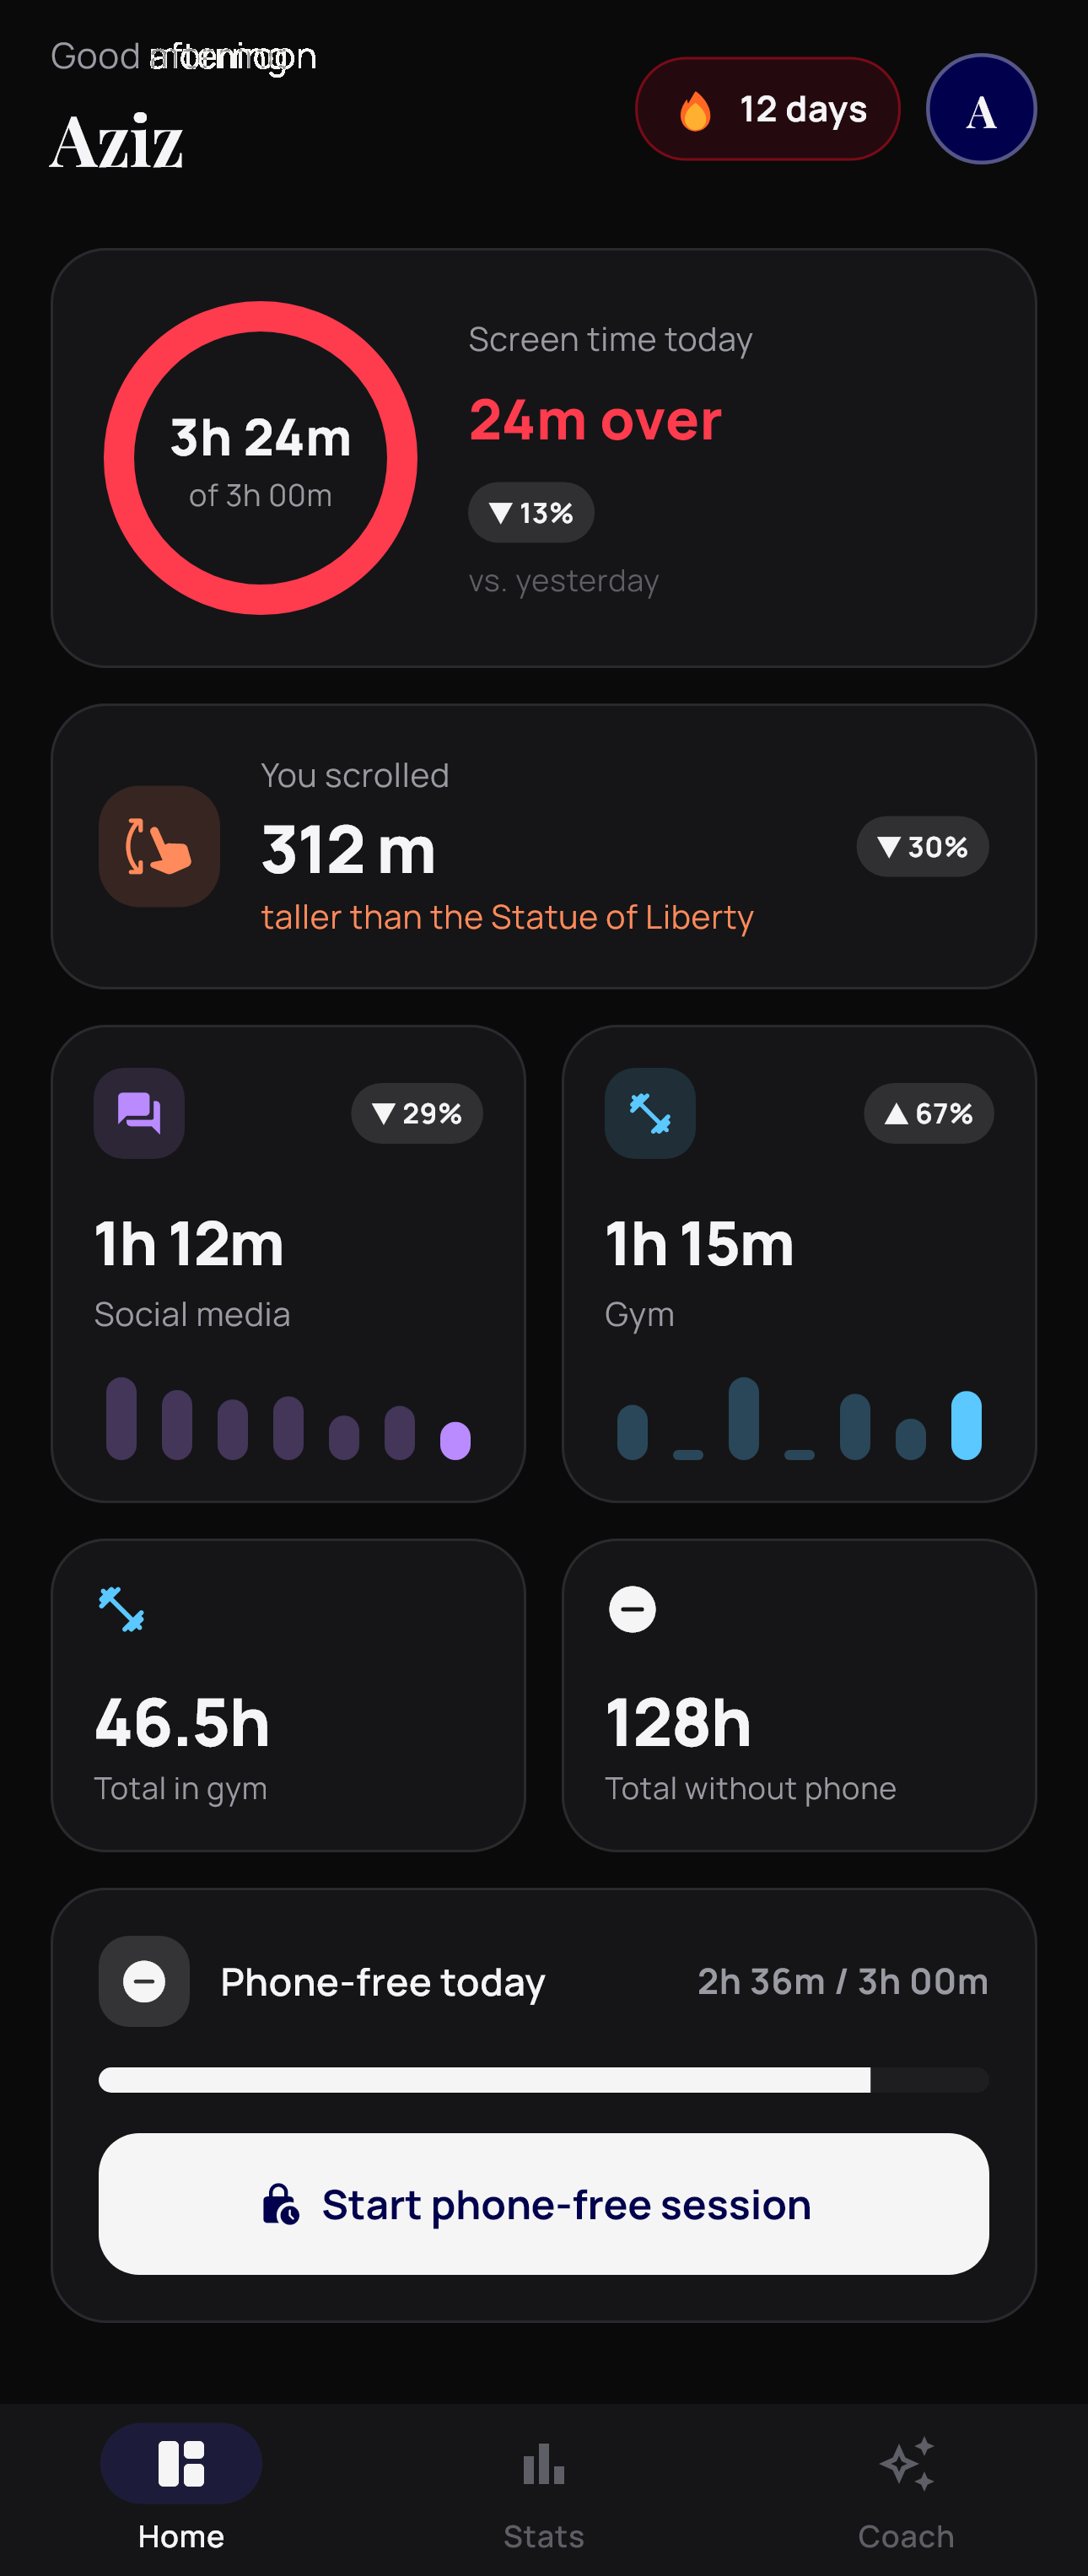 Good
Aziz
12 days
A
3h 24m
of 3h 00m
Screen time today
24m over
▼ 13%
vs. yesterday
You scrolled
312 m
taller than the Statue of Liberty
▼ 30%
▼ 29%
1h 12m
Social media
▲ 67%
1h 15m
Gym
46.5h
Total in gym
128h
Total without phone
Phone-free today
2h 36m / 3h 00m
Start phone-free session
Home
Stats
Coach